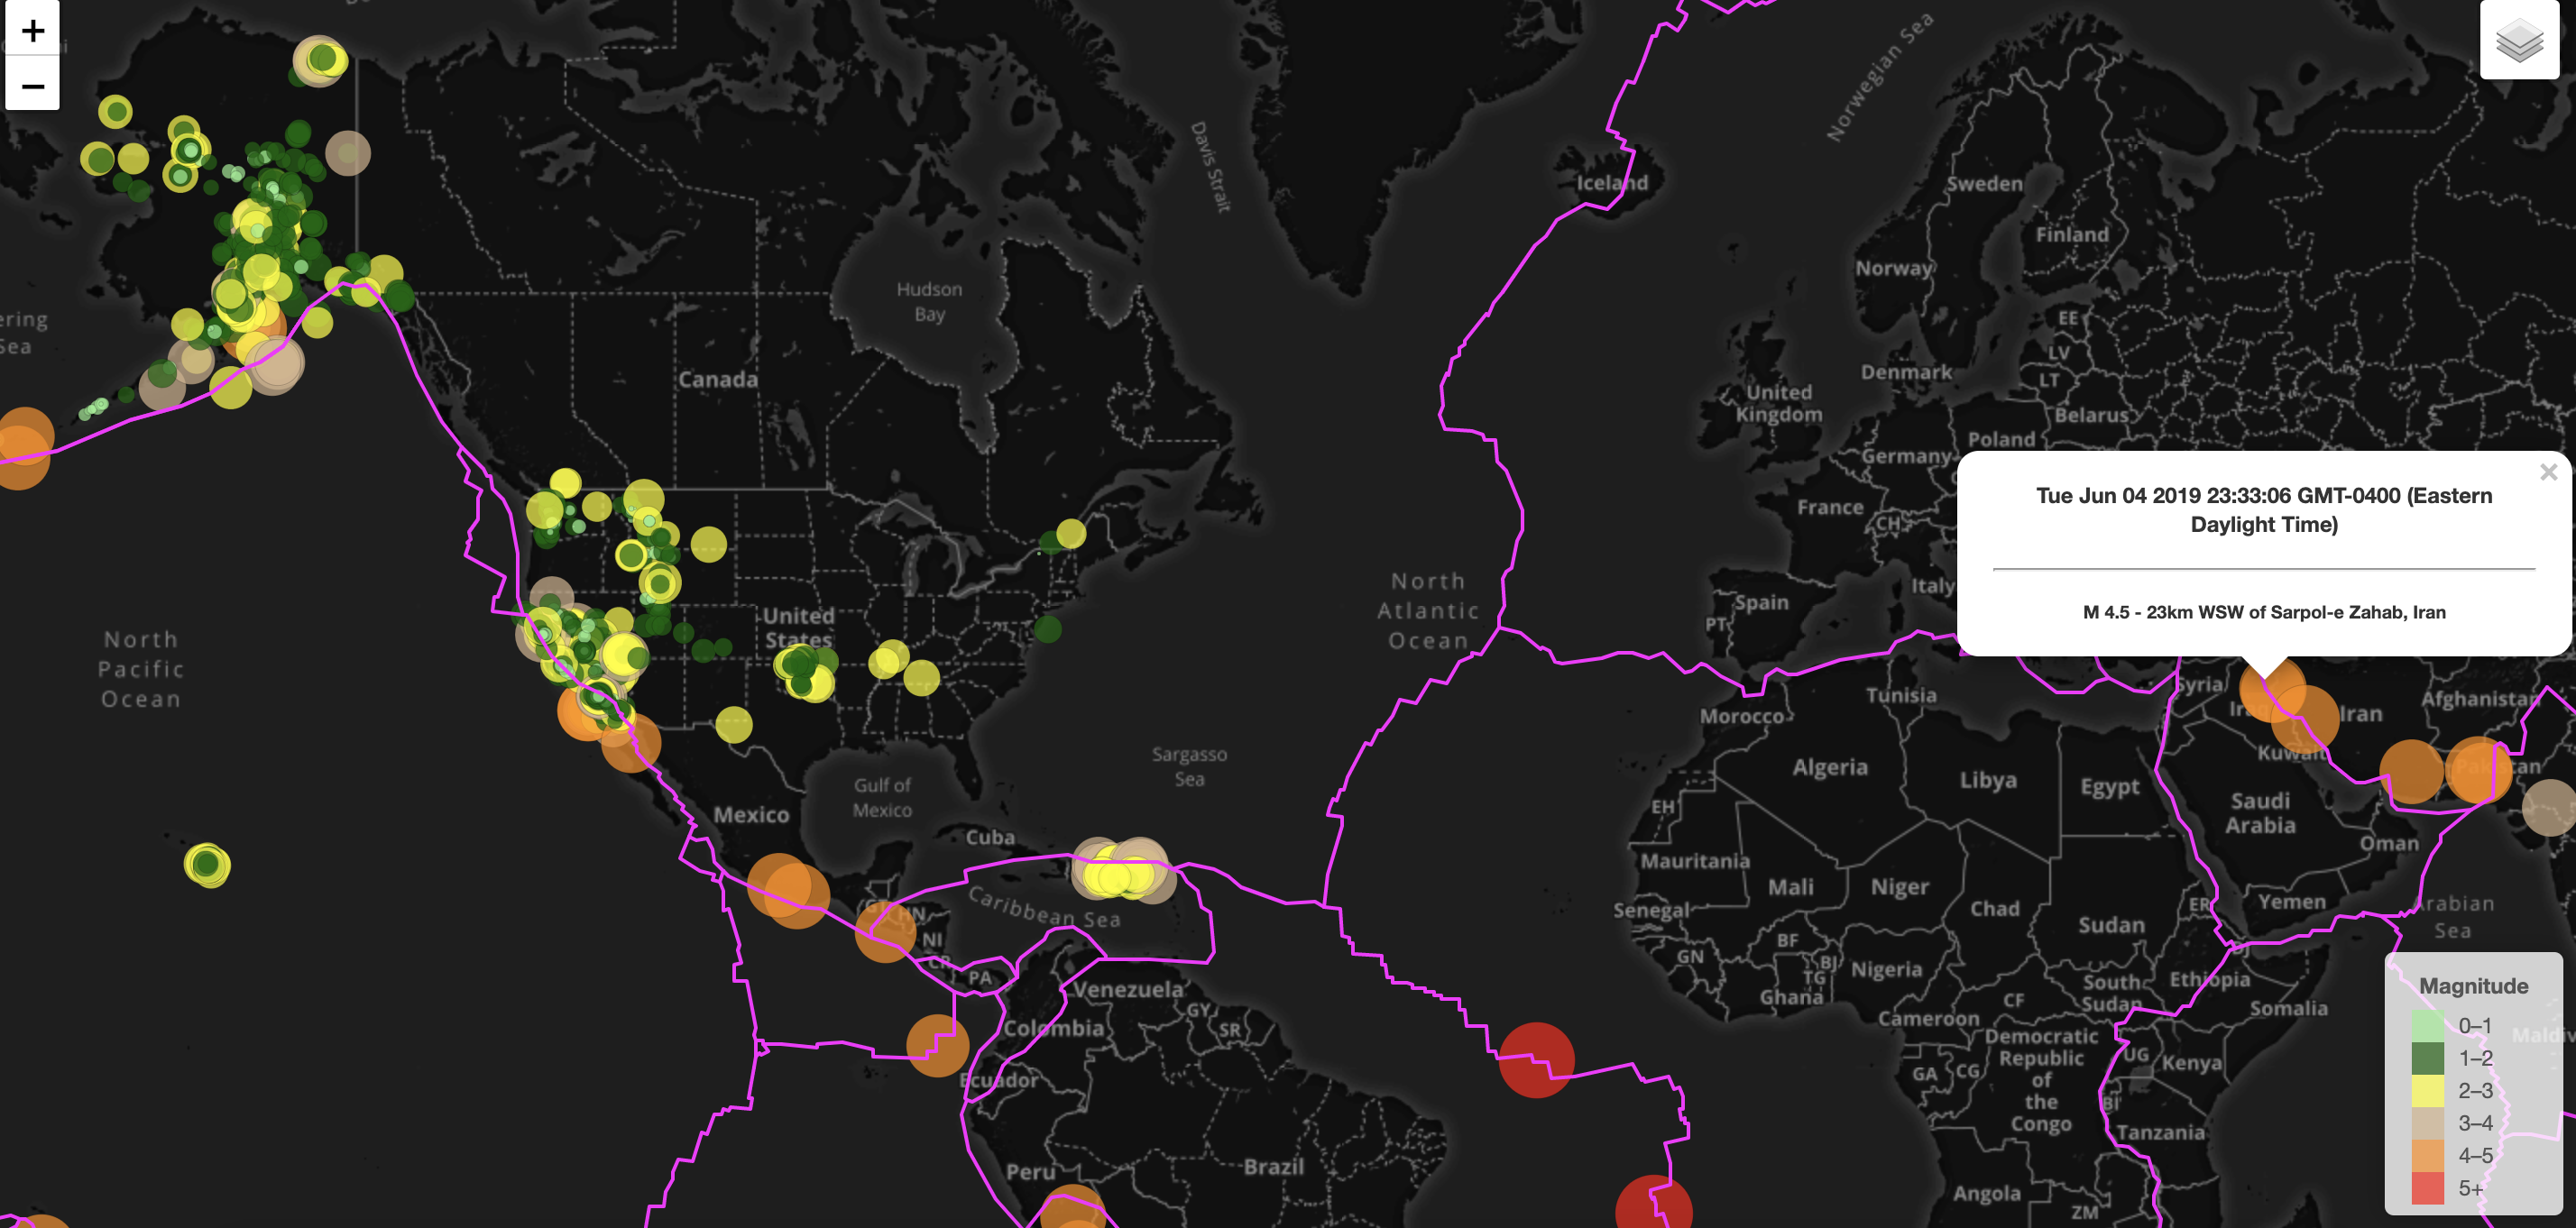 +
−
Norwegian Sea
Davis Strait
Iceland
Sweden
Finland
Norway
Hudson
Bay
ering
Sea
EE
LV
LT
Denmark
Canada
United
Kingdom
Belarus
Poland
Germany
France
CH
Italy
Spain
PT
×
Tue Jun 04 2019 23:33:06 GMT-0400 (Eastern
Daylight Time)
M 4.5 - 23km WSW of Sarpol-e Zahab, Iran
North
Atlantic
Ocean
United
States
North
Pacific
Ocean
Syria
Afghanistan
Tunisia
Morocco
Iraq
Iran
Kuwait
Pakistan
Sargasso
Sea
Gulf of
Mexico
Mexico
Algeria
Libya
Egypt
Saudi
Arabia
EH
Cuba
Oman
Mauritania
Mali
Niger
Chad
Sudan
ER
Yemen
Arabian
Sea
Caribbean Sea
GT
HN
NI
CR
PA
Senegal
BF
GN
BJ
TG
Nigeria
Ghana
DJ
Ethiopia
South
Sudan
CF
Somalia
Venezuela
GY
SR
Colombia
Cameroon
Democratic
Republic
of
the
Congo
UG
Kenya
GA
CG
Ecuador
BI
Tanzania
Peru
Brazil
Angola
ZM
Maldiv
Magnitude
0–1
1–2
2–3
3–4
4–5
5+